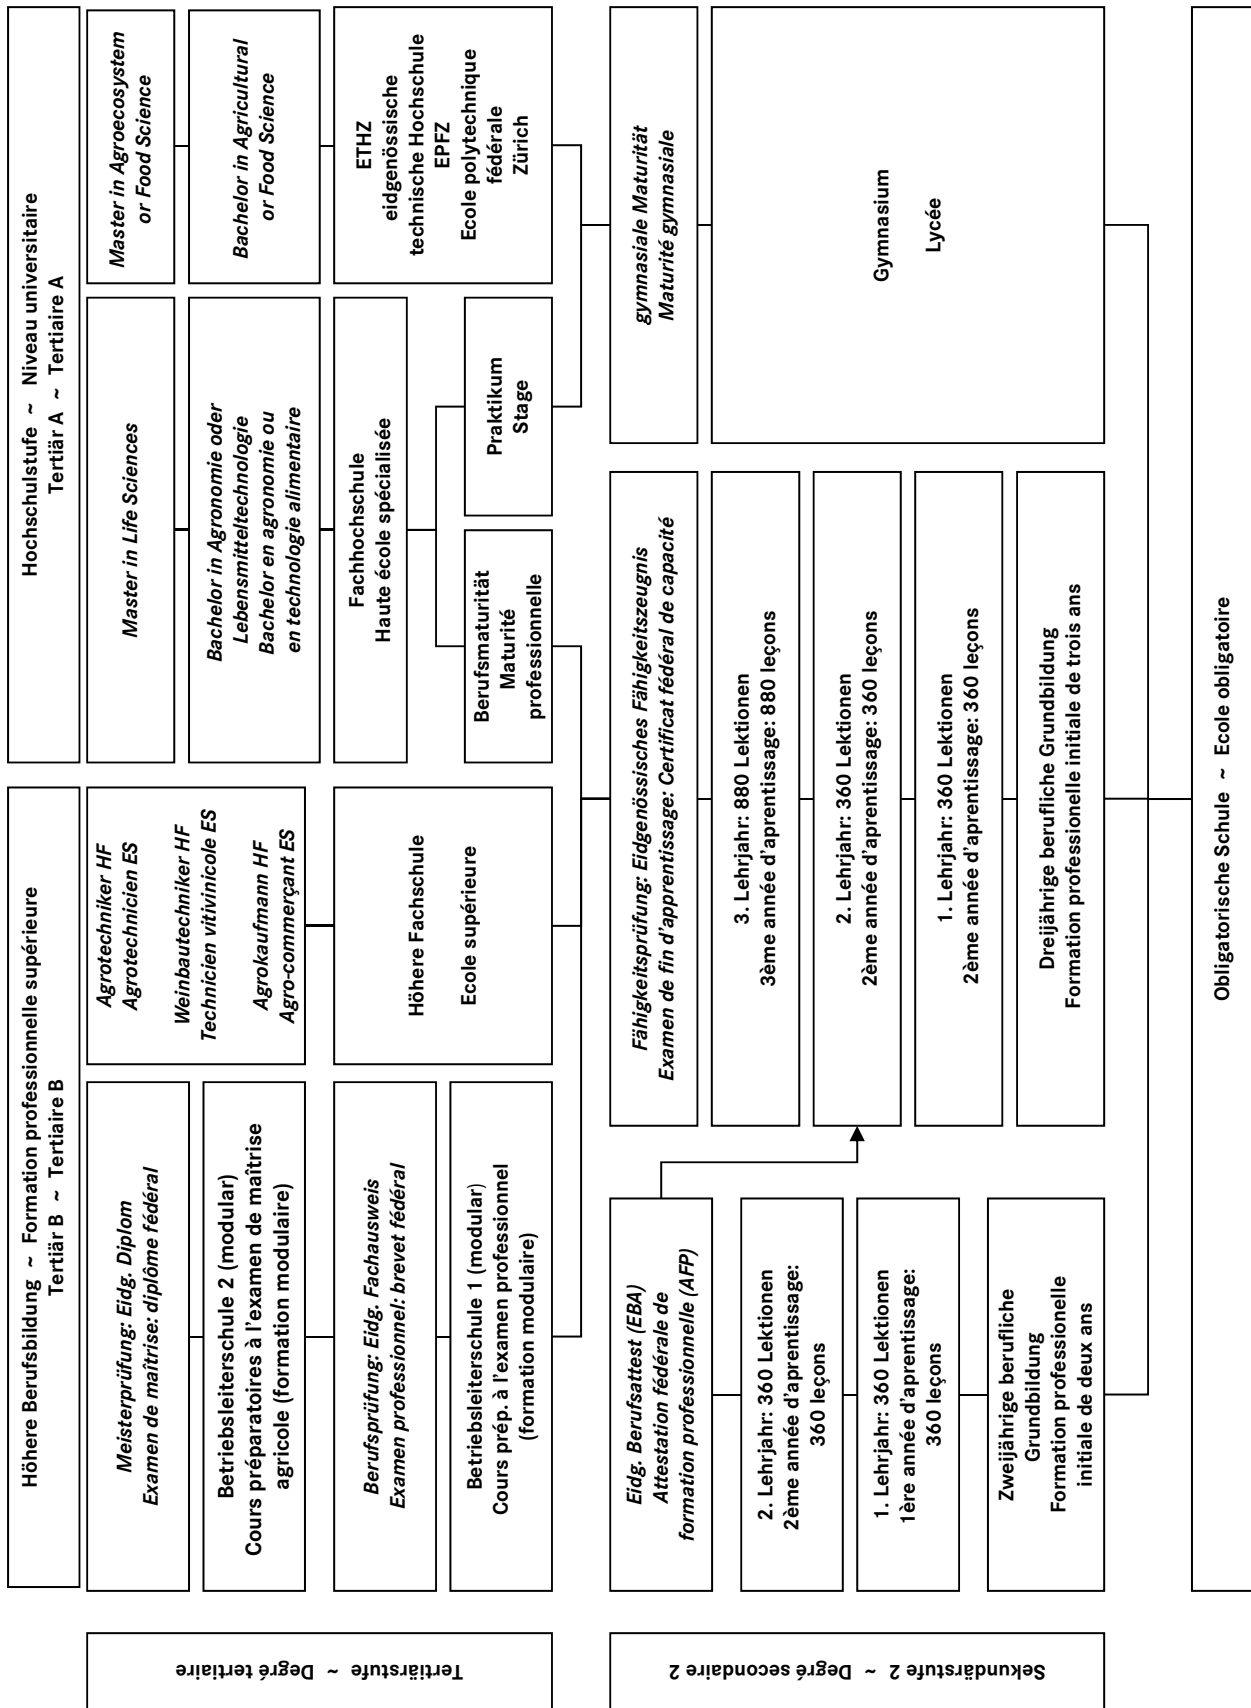 Höhere Berufsbildung ~ Formation professionnelle supérieure
Tertiär B ~ Tertiaire B
Hochschulstufe ~ Niveau universitaire
Tertiär A ~ Tertiaire A
Tertiärstufe ~ Degré tertiaire
Meisterprüfung: Eidg. Diplom
Examen de maîtrise: diplôme fédéral
Betriebsleiterschule 2 (modular)
Cours préparatoires à l'examen de maîtrise
agricole (formation modulaire)
Berufsprüfung: Eidg. Fachausweis
Examen professionnel: brevet fédéral
Betriebsleiterschule 1 (modular)
Cours prép. à l'examen professionnel
(formation modulaire)
Agrotechniker HF
Agrotechnicien ES
Weinbautechniker HF
Technicien vitivinicole ES
Agrokaufmann HF
Agro-commerçant ES
Höhere Fachschule
Ecole supérieure
Master in Life Sciences
Bachelor in Agronomie oder
Lebensmitteltechnologie
Bachelor en agronomie ou
en technologie alimentaire
Fachhochschule
Haute école spécialisée
Berufsmaturität
Maturité
professionnelle
Praktikum
Stage
Master in Agroecosystem
or Food Science
Bachelor in Agricultural
or Food Science
ETHZ
eidgenössische
technische Hochschule
EPFZ
Ecole polytechnique
fédérale
Zürich
Sekundärstufe 2 ~ Degré secondaire 2
Eidg. Berufsattest (EBA)
Attestation fédérale de
formation professionnelle (AFP)
2. Lehrjahr: 360 Lektionen
2ème année d'aprentissage:
360 leçons
1. Lehrjahr: 360 Lektionen
1ère année d'aprentissage:
360 leçons
Zweijährige berufliche
Grundbildung
Formation professionelle
initiale de deux ans
Fähigkeitsprüfung: Eidgenössisches Fähigkeitszeugnis
Examen de fin d'apprentissage: Certificat fédéral de capacité
3. Lehrjahr: 880 Lektionen
3ème année d'aprentissage: 880 leçons
2. Lehrjahr: 360 Lektionen
2ème année d'aprentissage: 360 leçons
1. Lehrjahr: 360 Lektionen
2ème année d'aprentissage: 360 leçons
Dreijährige berufliche Grundbildung
Formation professionelle initiale de trois ans
gymnasiale Maturität
Maturité gymnasiale
Gymnasium
Lycée
Obligatorische Schule ~ Ecole obligatoire